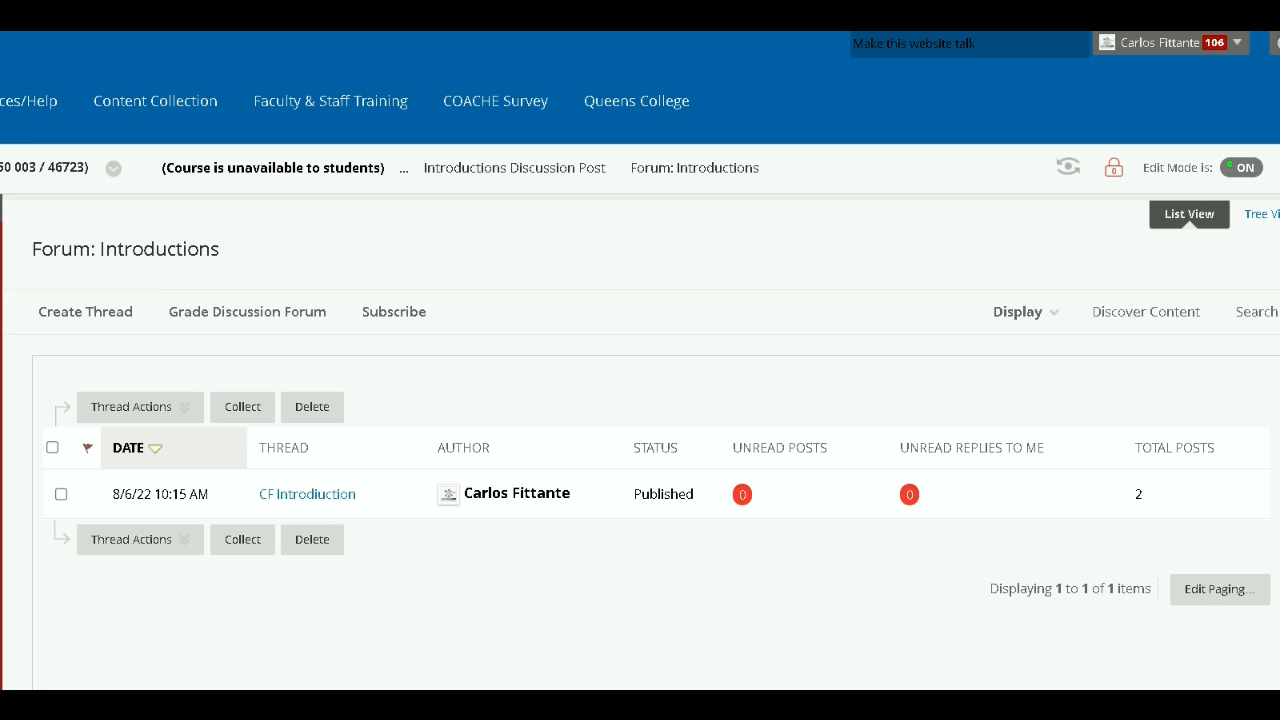 Make this website talk
Carlos Fittante 106
ces/Help Content Collection Faculty & Staff Training COACHE Survey Queens College
50 003 / 46723) (Course is unavailable to students) ... Introductions Discussion Post Forum: Introductions Edit Mode is: ON
List View Tree Vi
Forum: Introductions
Create Thread Grade Discussion Forum Subscribe Display Discover Content Search
Thread Actions Collect Delete
DATE THREAD AUTHOR STATUS UNREAD POSTS UNREAD REPLIES TO ME TOTAL POSTS
8/6/22 10:15 AM CF Introdiuction Carlos Fittante Published 0 0 2
Thread Actions Collect Delete
Displaying 1 to 1 of 1 items Edit Paging...